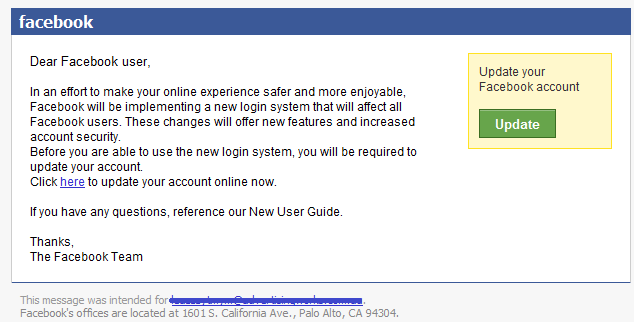 facebook
Dear Facebook user,
In an effort to make your online experience safer and more enjoyable,
Facebook will be implementing a new login system that will affect all
Facebook users. These changes will offer new features and increased
account security.
Before you are able to use the new login system, you will be required to
update your account.
Click here to update your account online now.
If you have any questions, reference our New User Guide.
Thanks,
The Facebook Team
Update your
Facebook account
Update
This message was intended for
Facebook's offices are located at 1601 S. California Ave., Palo Alto, CA 94304.